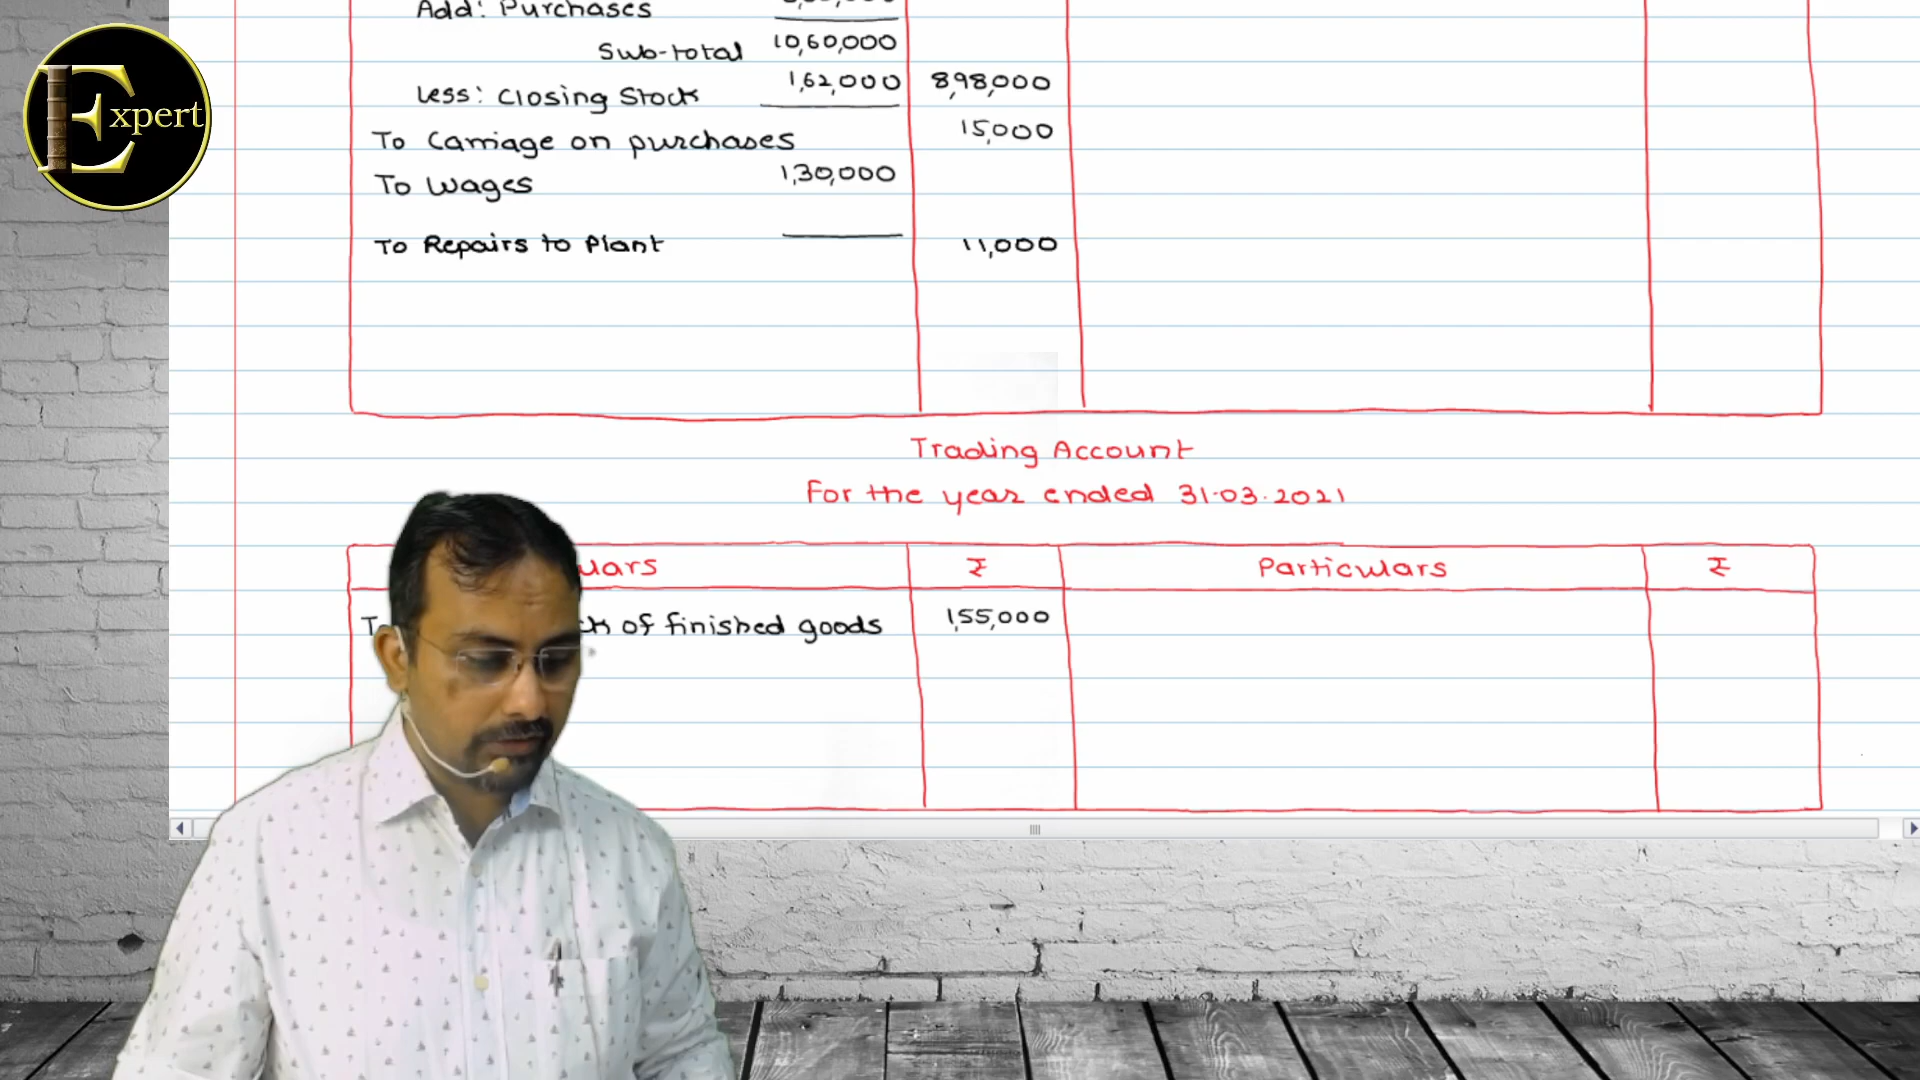 Expert
Add: Purchases
Sub-total 10,60,000
Less: Closing Stock 1,62,000 8,98,000
To Carriage on purchases 15,000
To Wages 1,30,000
To Repairs to Plant 11,000
Trading Account
For the year ended 31.03.2021
₹ Particulars ₹
of finished goods 1,55,000